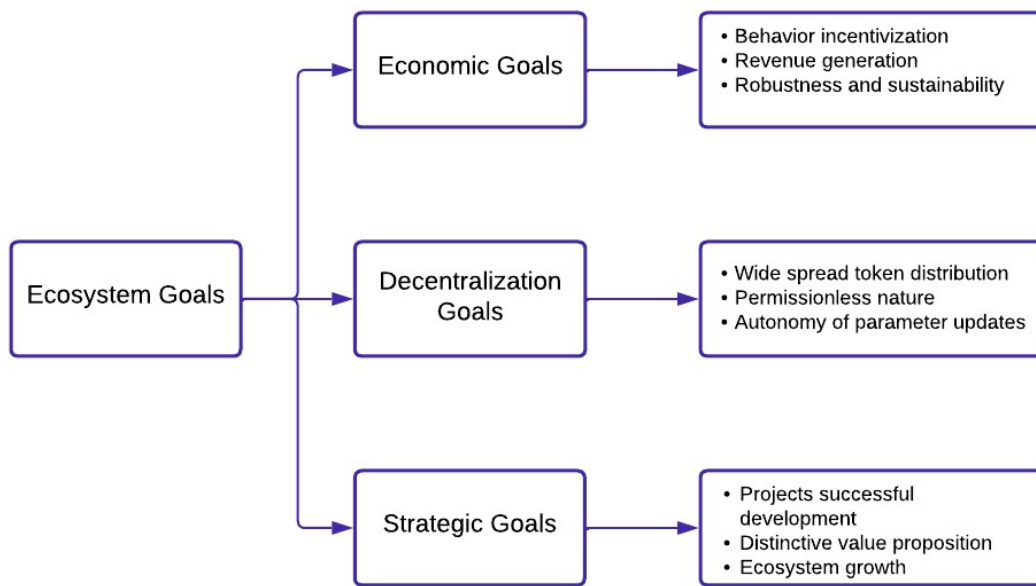 Ecosystem Goals
Economic Goals
• Behavior incentivization
• Revenue generation
• Robustness and sustainability
Decentralization
Goals
• Wide spread token distribution
• Permissionless nature
• Autonomy of parameter updates
Strategic Goals
• Projects successful
development
• Distinctive value proposition
• Ecosystem growth